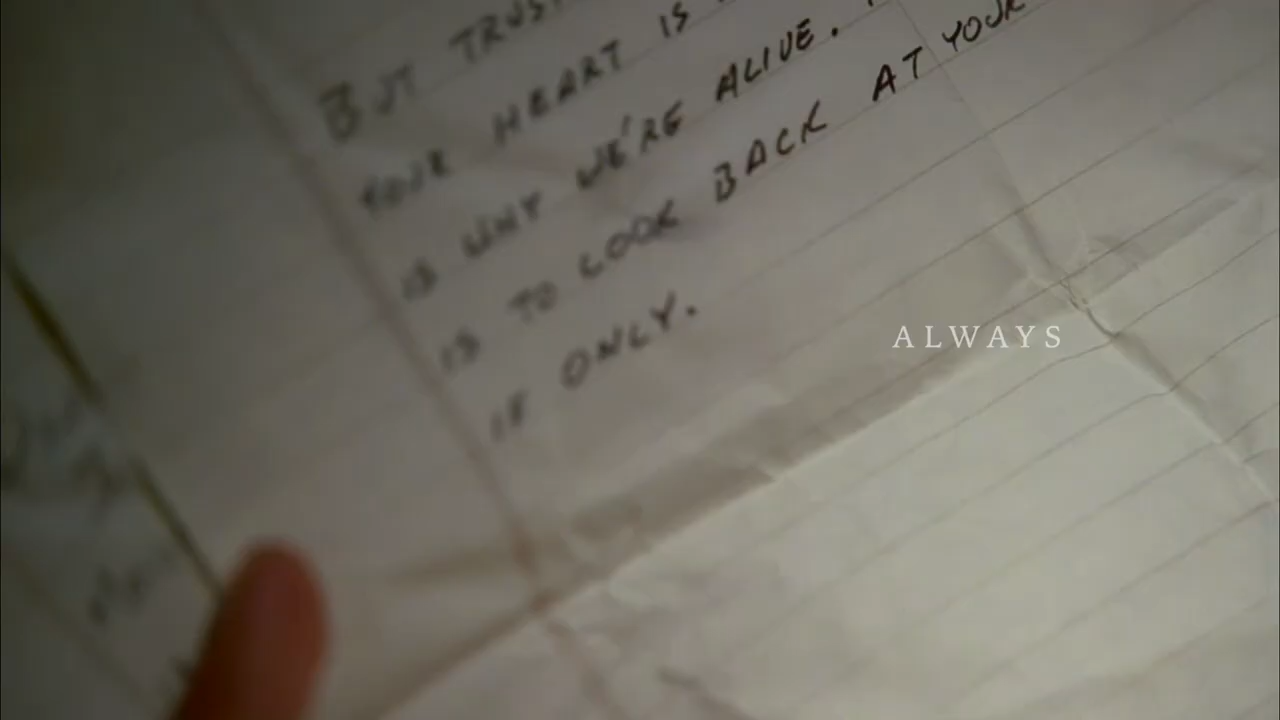 BUT TRUST
YOUR HEART IS
IS WHY WE'RE ALIVE.
IS TO LOOK BACK AT YOUR
IF ONLY.
ALWAYS